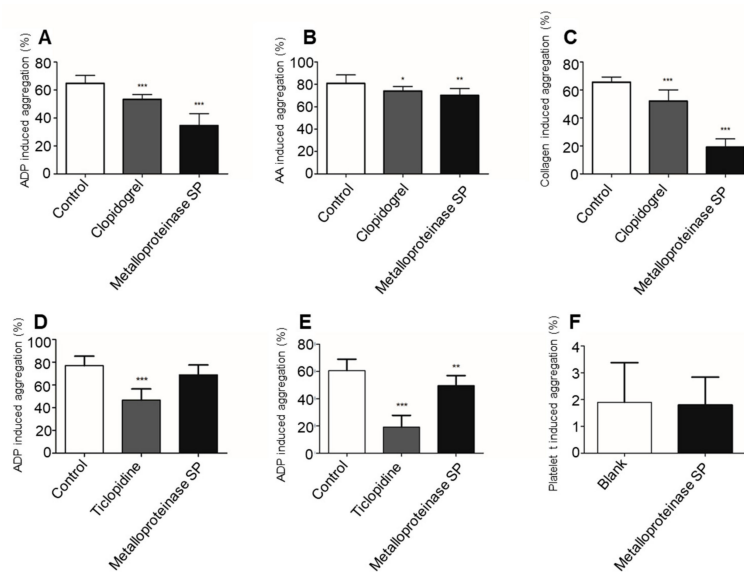 A
ADP induced aggregation (%)
80
60
40
20
0
***
***
Control
Clopidogrel
Metalloproteinase SP
B
AA induced aggregation (%)
100
80
60
40
20
0
*
**
Control
Clopidogrel
Metalloproteinase SP
C
Collagen induced aggregation (%)
80
60
40
20
0
***
***
Control
Clopidogrel
Metalloproteinase SP
D
ADP induced aggregation (%)
100
80
60
40
20
0
***
Control
Ticlopidine
Metalloproteinase SP
E
ADP induced aggregation (%)
80
60
40
20
0
***
**
Control
Ticlopidine
Metalloproteinase SP
F
Platelet t induced aggregation (%)
4
3
2
1
0
Blank
Metalloproteinase SP